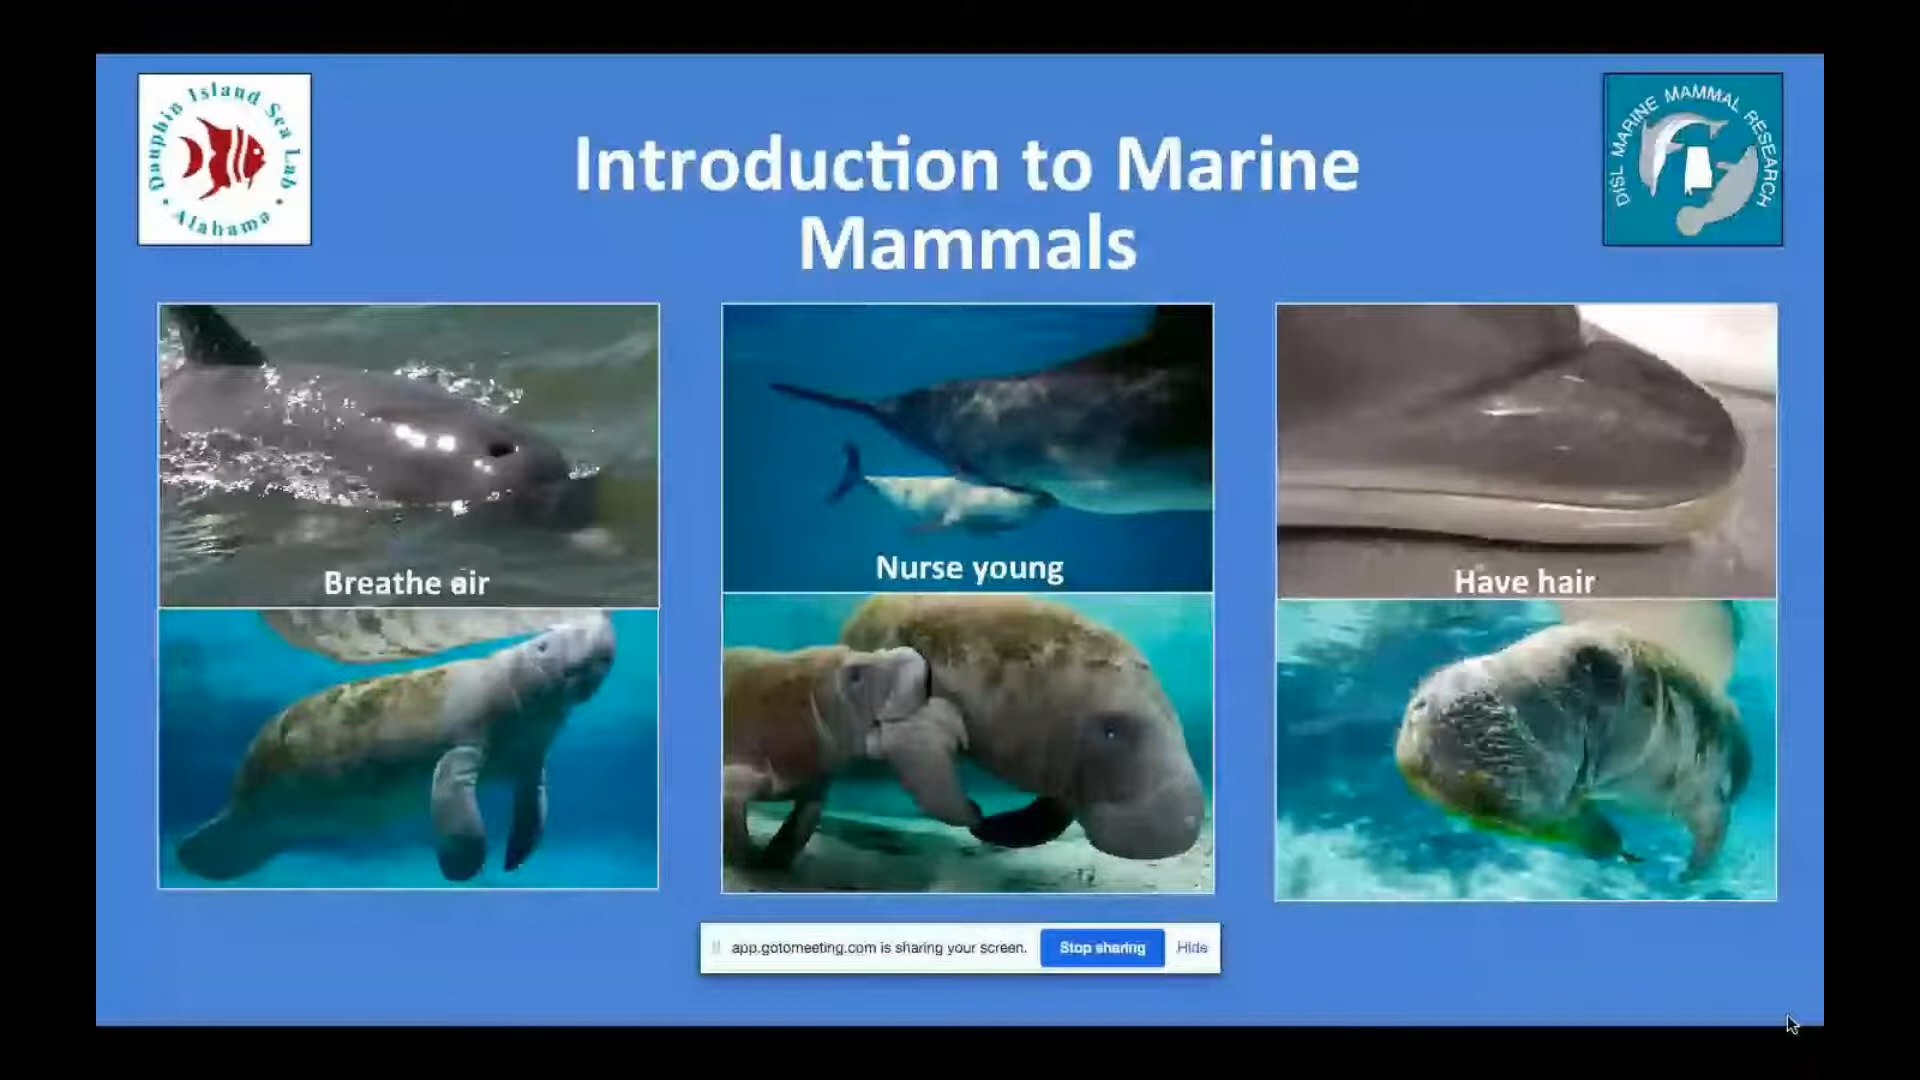 Dauphin Island Sea Lab
• Alabama •
DISL MARINE MAMMAL RESEARCH
Introduction to Marine
Mammals
Breathe air
Nurse young
Have hair
app.gotomeeting.com is sharing your screen.
Stop sharing
Hide